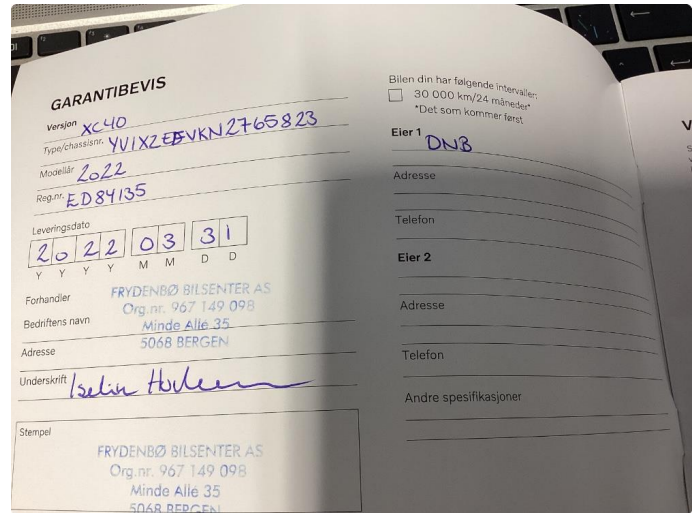 GARANTIBEVIS
Versjon XC40
Type/chassisnr. YV1XZEFVKN2765823
Modellår 2022
Reg.nr. ED84135
Leveringsdato
2022 03 31
Y Y Y Y M M D D
Forhandler
FRYDENBØ BILSENTER AS
Org.nr. 967 149 098
Bedriftens navn
Minde Allé 35
5068 BERGEN
Adresse
Underskrift Iselin
Stempel
FRYDENBØ BILSENTER AS
Org.nr. 967 149 098
Minde Allé 35
5068 BERGEN
Bilen din har følgende intervaller:
30 000 km/24 måneder*
*Det som kommer først
Eier 1 DNB
Adresse
Telefon
Eier 2
Adresse
Telefon
Andre spesifikasjoner